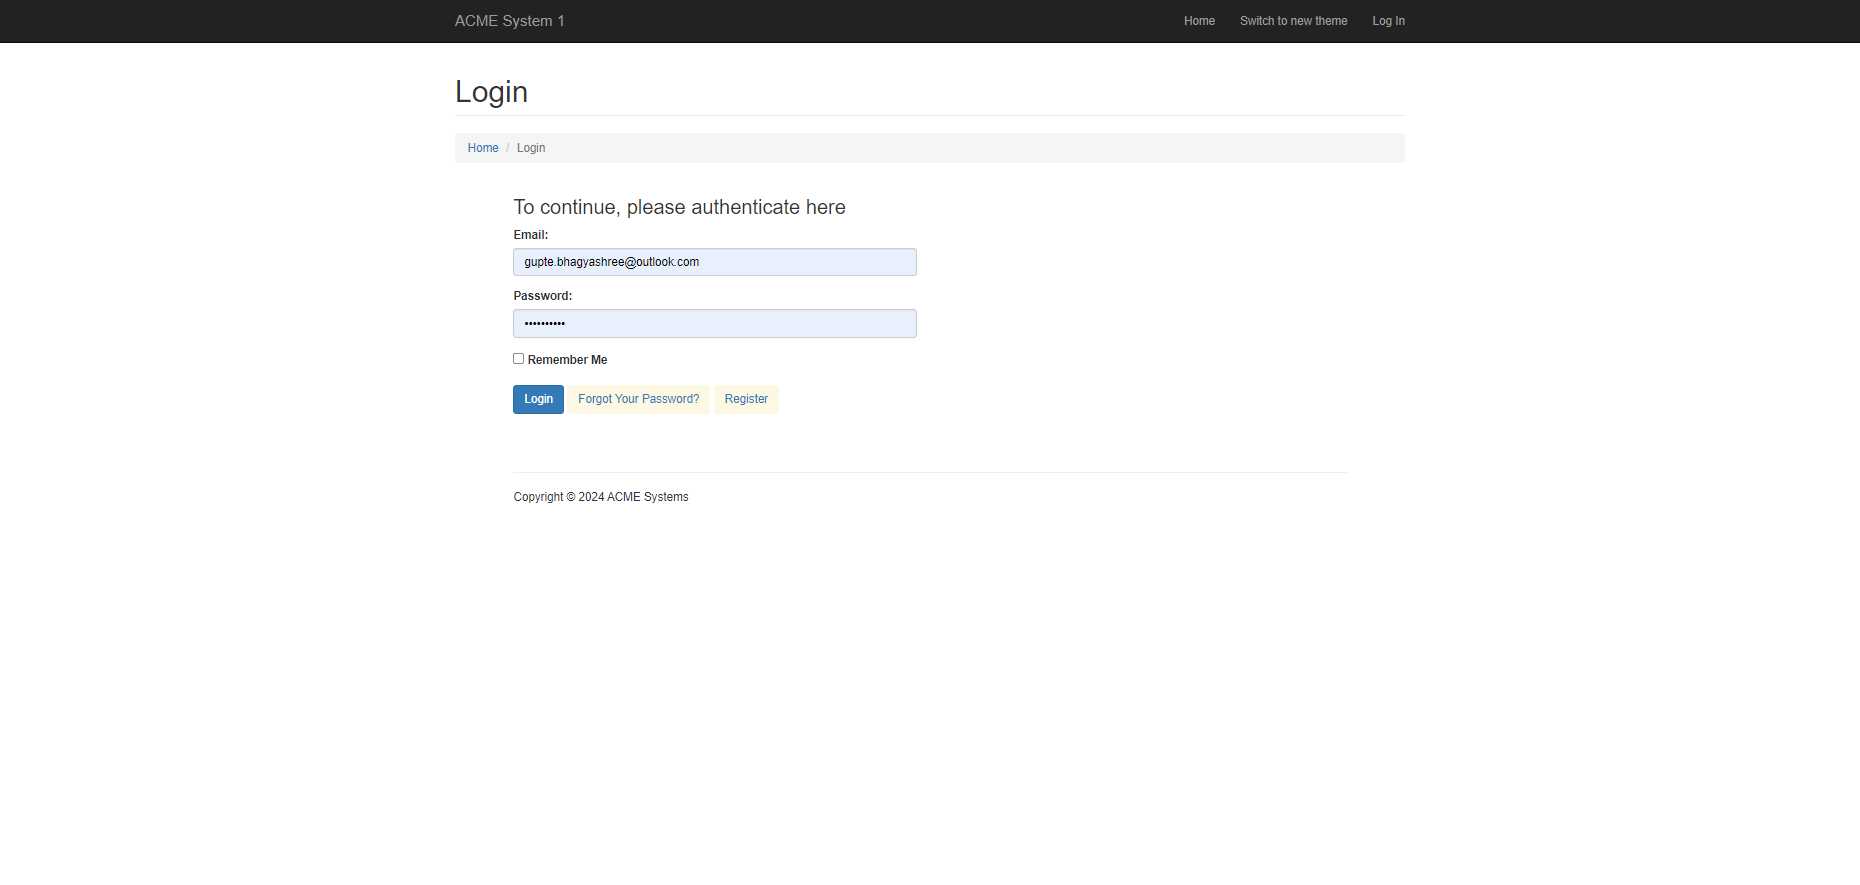 ACME System 1 Home Switch to new theme Log In
Login
Home / Login
To continue, please authenticate here
Email:
gupte.bhagyashree@outlook.com
Password:
••••••••••
Remember Me
Login Forgot Your Password? Register
Copyright © 2024 ACME Systems